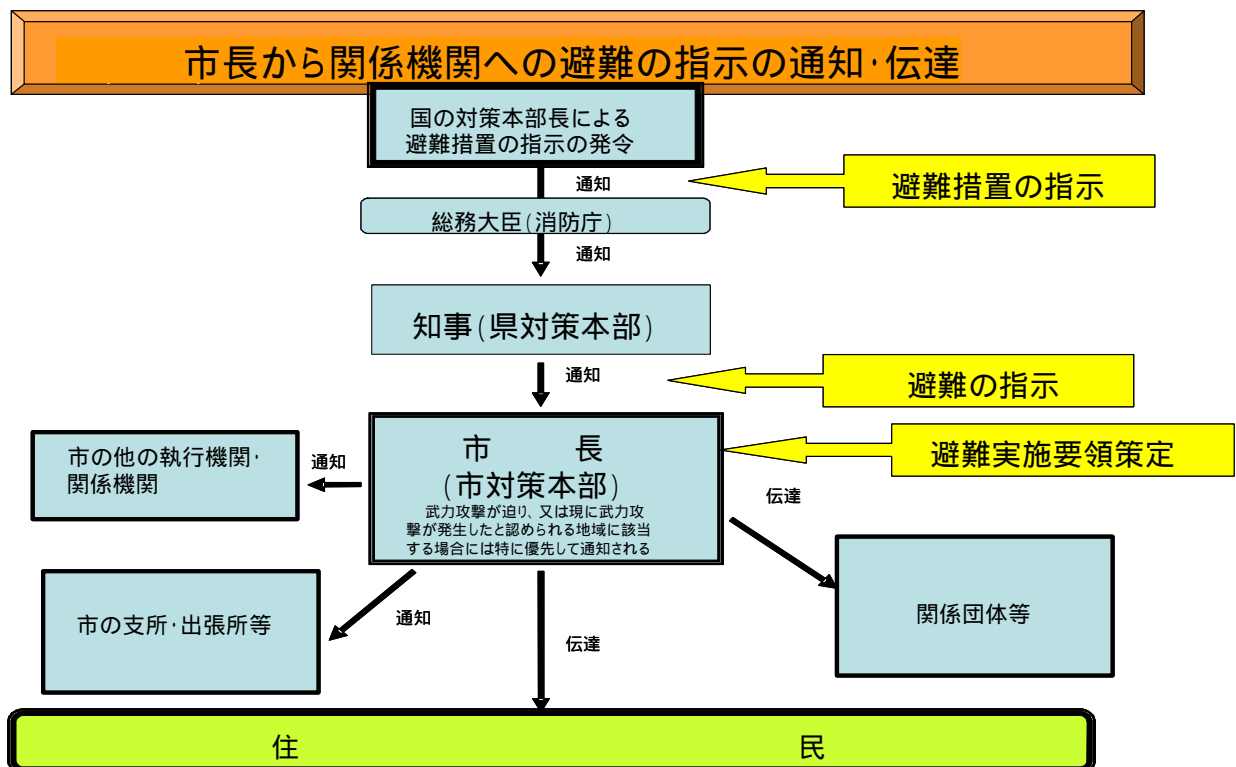 市長から関係機関への避難の指示の通知・伝達
国の対策本部長による
避難措置の指示の発令
通知
避難措置の指示
総務大臣(消防庁)
通知
知事(県対策本部)
通知
避難の指示
市　　長
(市対策本部)
武力攻撃が迫り、又は現に武力攻
撃が発生したと認められる地域に該当
する場合には特に優先して通知される
避難実施要領策定
市の他の執行機関・
関係機関
通知
伝達
市の支所・出張所等
通知
伝達
関係団体等
住　　民